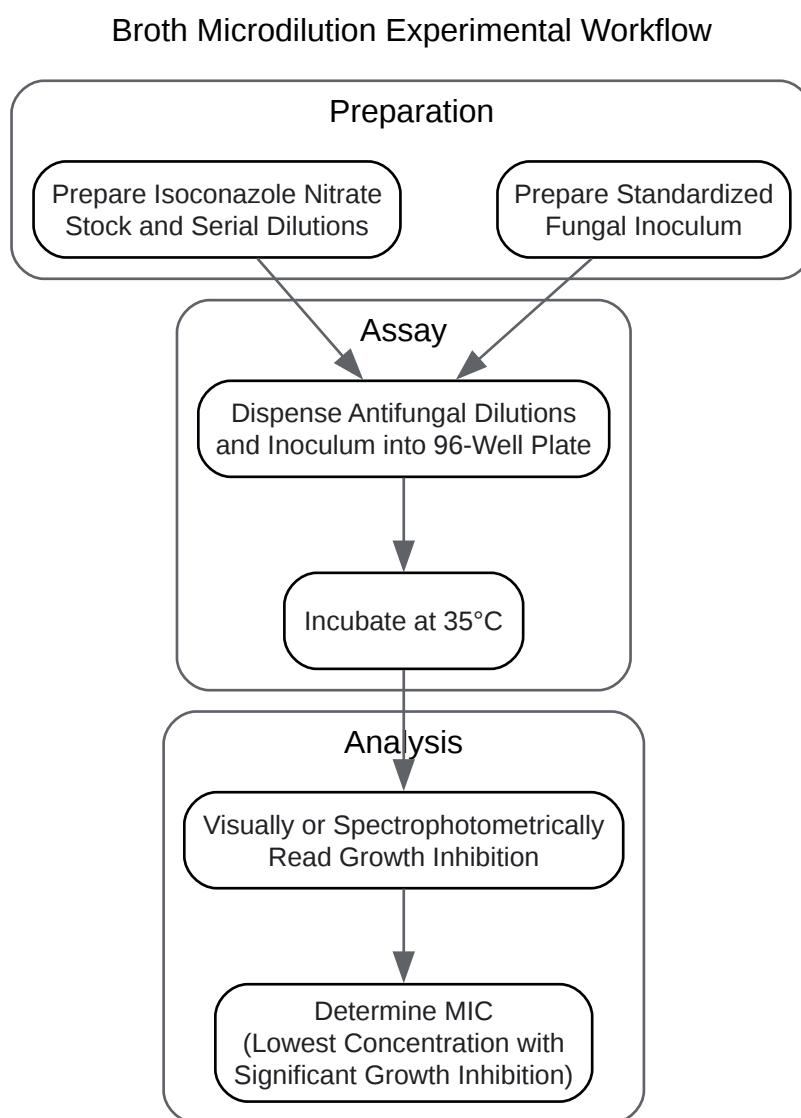 Broth Microdilution Experimental Workflow
Preparation
Prepare Isoconazole Nitrate
Stock and Serial Dilutions
Prepare Standardized
Fungal Inoculum
Assay
Dispense Antifungal Dilutions
and Inoculum into 96-Well Plate
Incubate at 35°C
Analysis
Visually or Spectrophotometrically
Read Growth Inhibition
Determine MIC
(Lowest Concentration with
Significant Growth Inhibition)